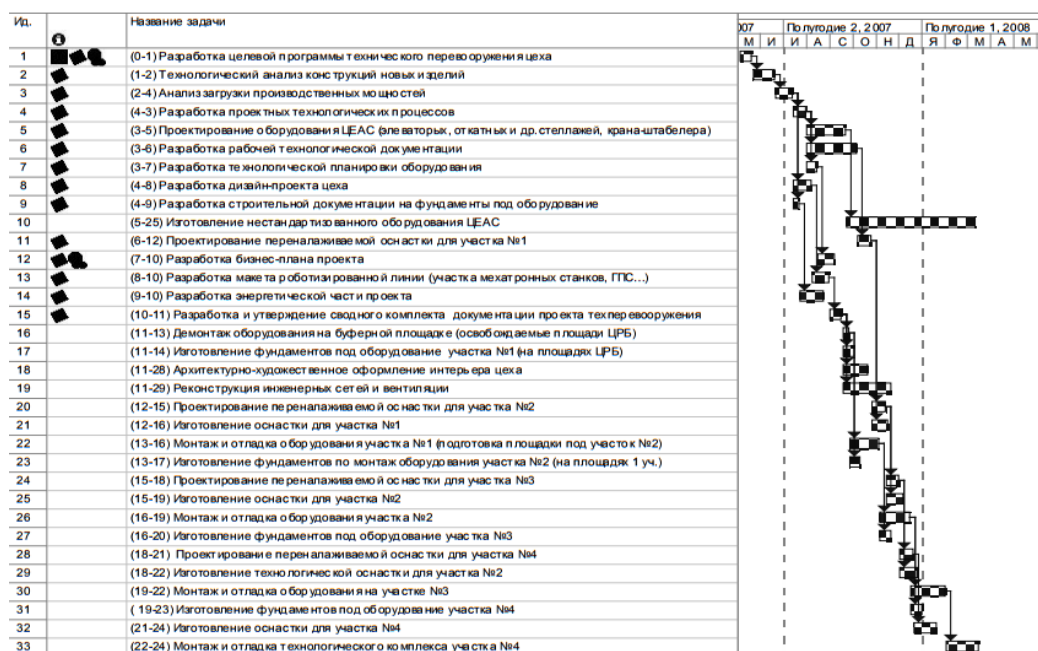 Ид.
Название задачи
007
Полугодие 2, 2007
Полугодие 1, 2008
М И И А С О Н Д Я Ф М А М
1 (0-1) Разработка целевой программы технического перевооружения цеха
2 (1-2) Технологический анализ конструкций новых изделий
3 (2-4) Анализ загрузки производственных мощностей
4 (4-3) Разработка проектных технологических процессов
5 (3-5) Проектирование оборудования ЦЕАС (элеваторых, откатных и др. стеллажей, крана-штабелера)
6 (3-6) Разработка рабочей технологической документации
7 (3-7) Разработка технологической планировки оборудования
8 (4-8) Разработка дизайн-проекта цеха
9 (4-9) Разработка строительной документации на фундаменты под оборудование
10 (5-25) Изготовление нестандартизованного оборудования ЦЕАС
11 (6-12) Проектирование переналаживаемой оснастки для участка №1
12 (7-10) Разработка бизнес-плана проекта
13 (8-10) Разработка макета роботизированной линии (участка мехатронных станков, ГПС...)
14 (9-10) Разработка энергетической части проекта
15 (10-11) Разработка и утверждение сводного комплекта документации проекта техперевооружения
16 (11-13) Демонтаж оборудования на буферной площадке (освобождаемые площади ЦРБ)
17 (11-14) Изготовление фундаментов под оборудование участка №1 (на площадях ЦРБ)
18 (11-28) Архитектурно-художественное оформление интерьера цеха
19 (11-29) Реконструкция инженерных сетей и вентиляции
20 (12-15) Проектирование переналаживаемой оснастки для участка №2
21 (12-16) Изготовление оснастки для участка №1
22 (13-16) Монтаж и отладка оборудования участка №1 (подготовка площадки под участок №2)
23 (13-17) Изготовление фундаментов по монтаж оборудования участка №2 (на площадях 1 уч.)
24 (15-18) Проектирование переналаживаемой оснастки для участка №3
25 (15-19) Изготовление оснастки для участка №2
26 (16-19) Монтаж и отладка оборудования участка №2
27 (16-20) Изготовление фундаментов под оборудование участка №3
28 (18-21) Проектирование переналаживаемой оснастки для участка №4
29 (18-22) Изготовление технологической оснастки для участка №2
30 (19-22) Монтаж и отладка оборудования на участке №3
31 ( 19-23) Изготовление фундаментов под оборудование участка №4
32 (21-24) Изготовление оснастки для участка №4
33 (22-24) Монтаж и отладка технологического комплекса участка №4